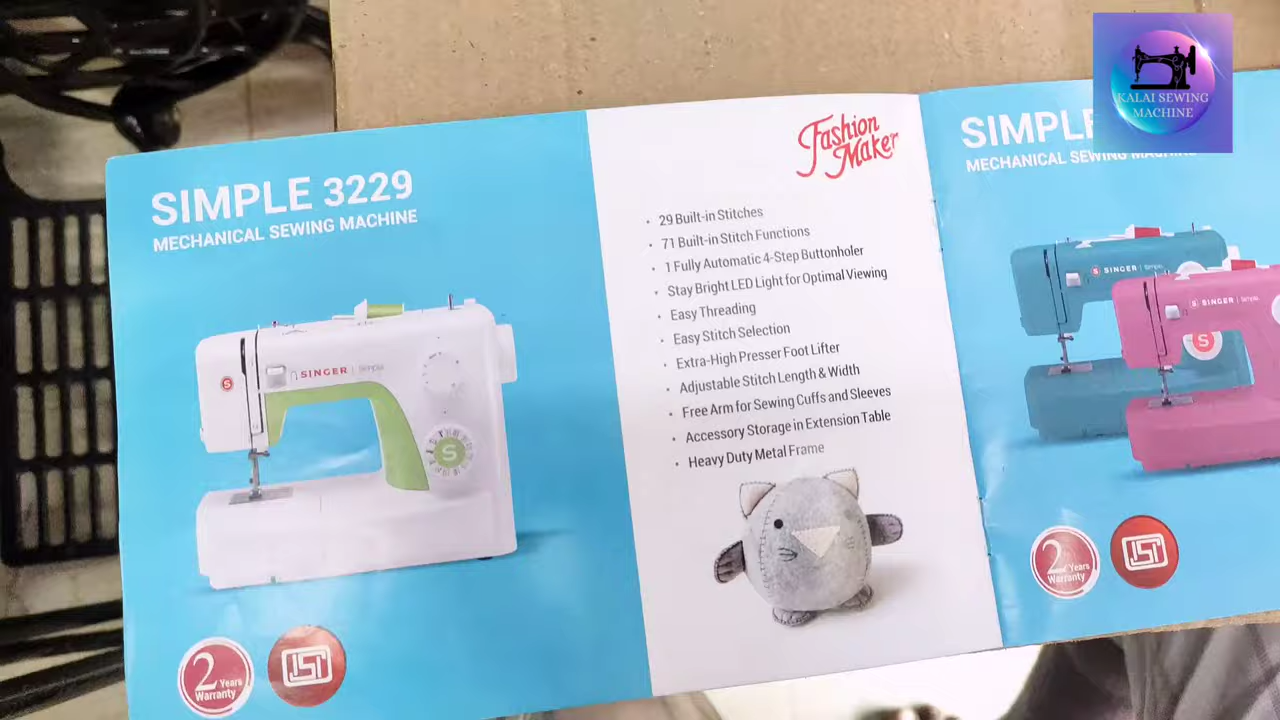 SIMPLE 3229
MECHANICAL SEWING MACHINE
SINGER | Simple
S
S
2 Years
Warranty
ISI
Fashion
Maker
• 29 Built-in Stitches
• 71 Built-in Stitch Functions
• 1 Fully Automatic 4-Step Buttonholer
• Stay Bright LED Light for Optimal Viewing
• Easy Threading
• Easy Stitch Selection
• Extra-High Presser Foot Lifter
• Adjustable Stitch Length & Width
• Free Arm for Sewing Cuffs and Sleeves
• Accessory Storage in Extension Table
• Heavy Duty Metal Frame
SIMPL
MECHANICAL SEWING MACHINE
S SINGER | Simple
S SINGER | Simple
S
2 Years
Warranty
ISI
KALAI SEWING
MACHINE